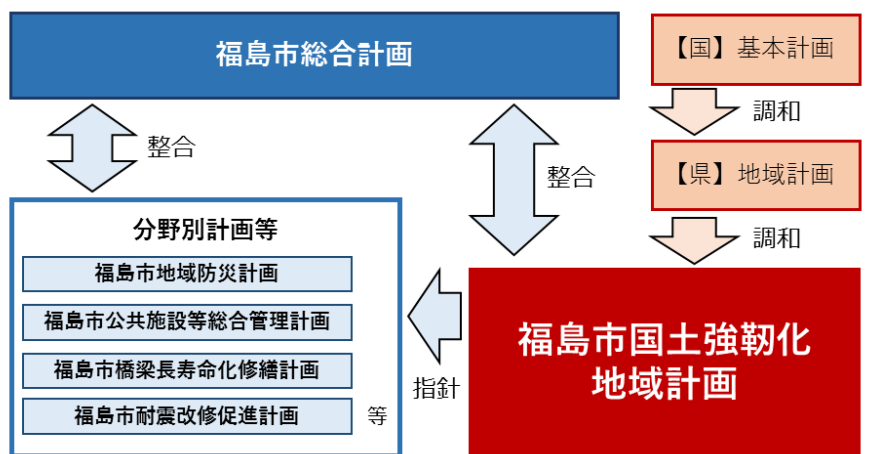 福島市総合計画
【国】基本計画
調和
整合
【県】地域計画
整合
分野別計画等
調和
福島市地域防災計画
福島市公共施設等総合管理計画
福島市国土強靭化
地域計画
福島市橋梁長寿命化修繕計画
指針
福島市耐震改修促進計画
等